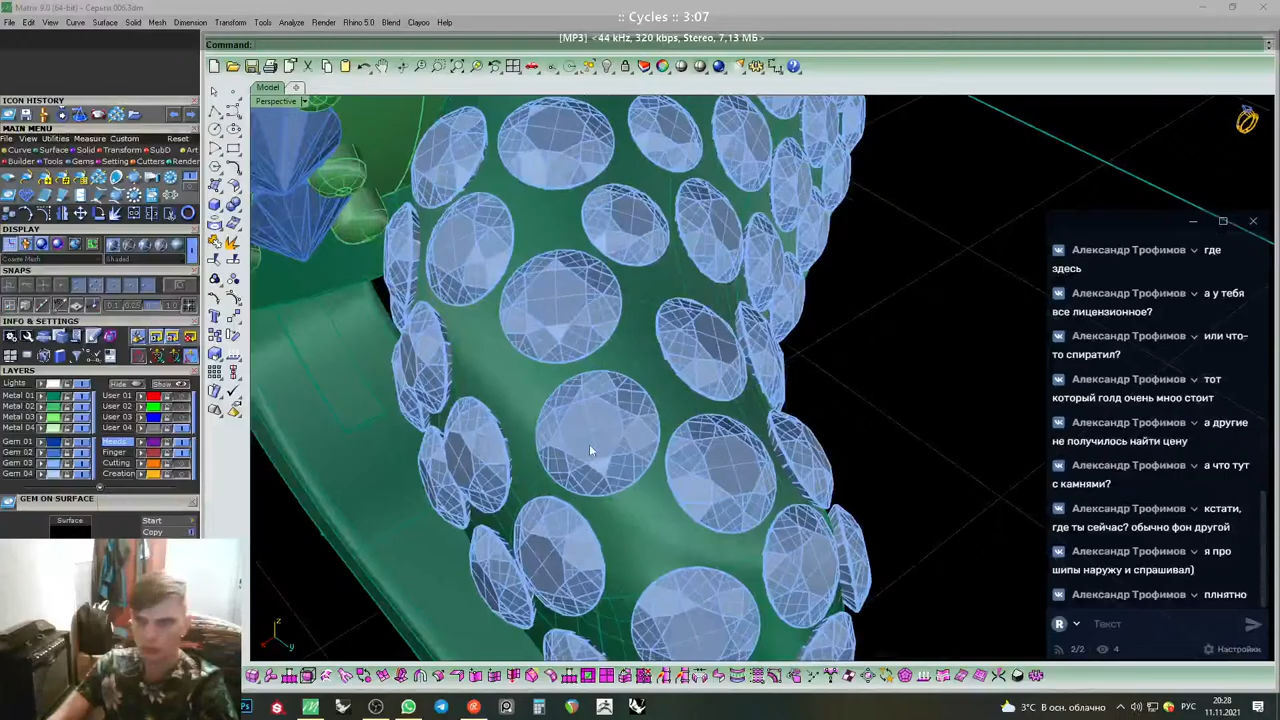 Matrix 9.0 (64-bit) - Серьги 006.3dm
:: Cycles :: 3:07
File Edit View Curve Surface Solid Mesh Dimension Transform Tools Analyze Render Rhino 5.0 Blend Clayoo Help
[MP3] <44 kHz, 320 kbps, Stereo, 7,13 МБ>
Command:
Model
Perspective
ICON HISTORY
MAIN MENU
File View Utilities Measure Custom Reset
Curve Surface Solid Transform SubD Art
Builder Tools Gems Setting Cutters Render
DISPLAY
Shaded
SNAPS
INFO & SETTINGS
LAYERS
Lights Hide Show
Metal 01 User 01
Metal 02 User 02
Metal 03 User 03
Metal 04 User 04
Gem 01 Heads
Gem 02 Finger
Gem 03 Cutting
Gem 04 Creation
GEM ON SURFACE
Surface Start
Copy
z
x y
Александр Трофимов где
здесь
Александр Трофимов а у тебя
все лицензионное?
Александр Трофимов или что-
то спиратил?
Александр Трофимов тот
который голд очень мноо стоит
Александр Трофимов а другие
не получилось найти цену
Александр Трофимов а что тут
с камнями?
Александр Трофимов кстати,
где ты сейчас? обычно фон другой
Александр Трофимов я про
шипы наружу и спрашивал)
Александр Трофимов плнятно
R Текст
2/2 4 Настройки
3°C В осн. облачно
РУС
20:28
11.11.2021